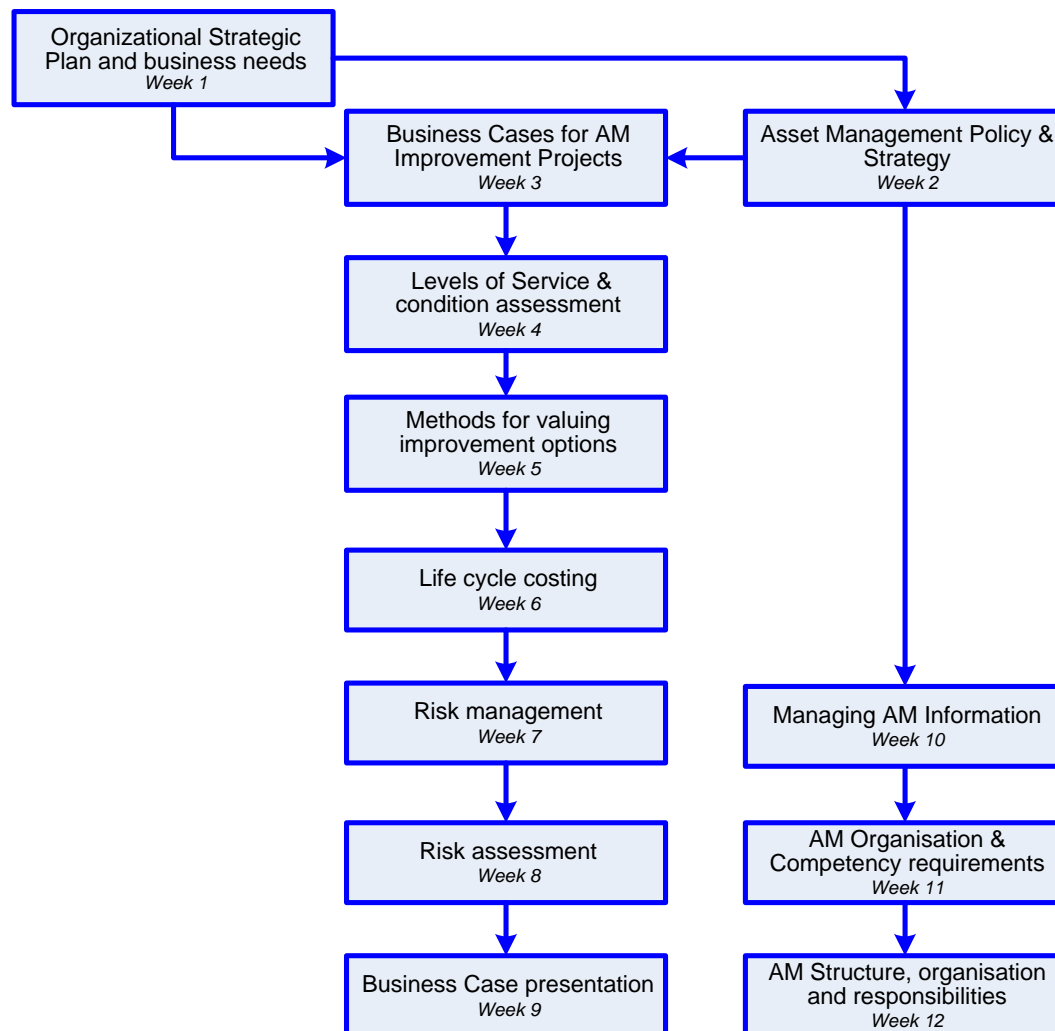 Organizational Strategic
Plan and business needs
Week 1
Business Cases for AM
Improvement Projects
Week 3
Asset Management Policy &
Strategy
Week 2
Levels of Service &
condition assessment
Week 4
Methods for valuing
improvement options
Week 5
Life cycle costing
Week 6
Risk management
Week 7
Managing AM Information
Week 10
Risk assessment
Week 8
AM Organisation &
Competency requirements
Week 11
Business Case presentation
Week 9
AM Structure, organisation
and responsibilities
Week 12